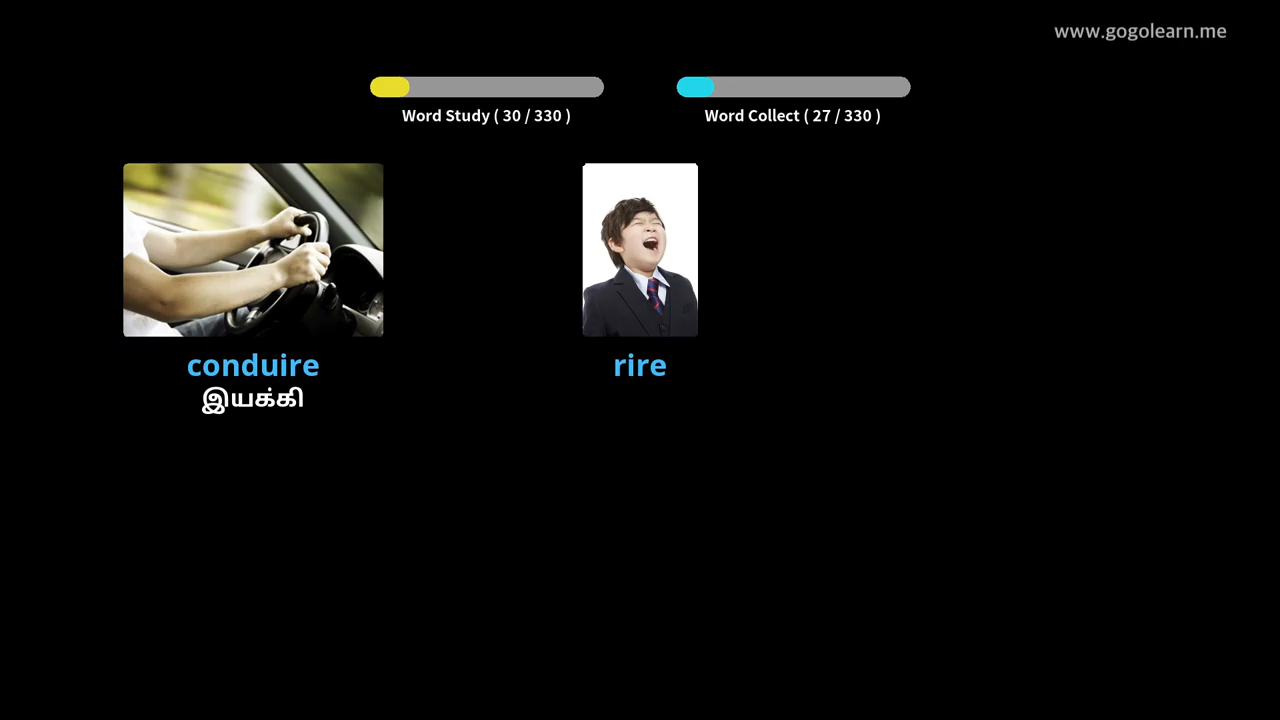 www.gogolearn.me
Word Study ( 30 / 330 )
Word Collect ( 27 / 330 )
conduire
இயக்கி
rire